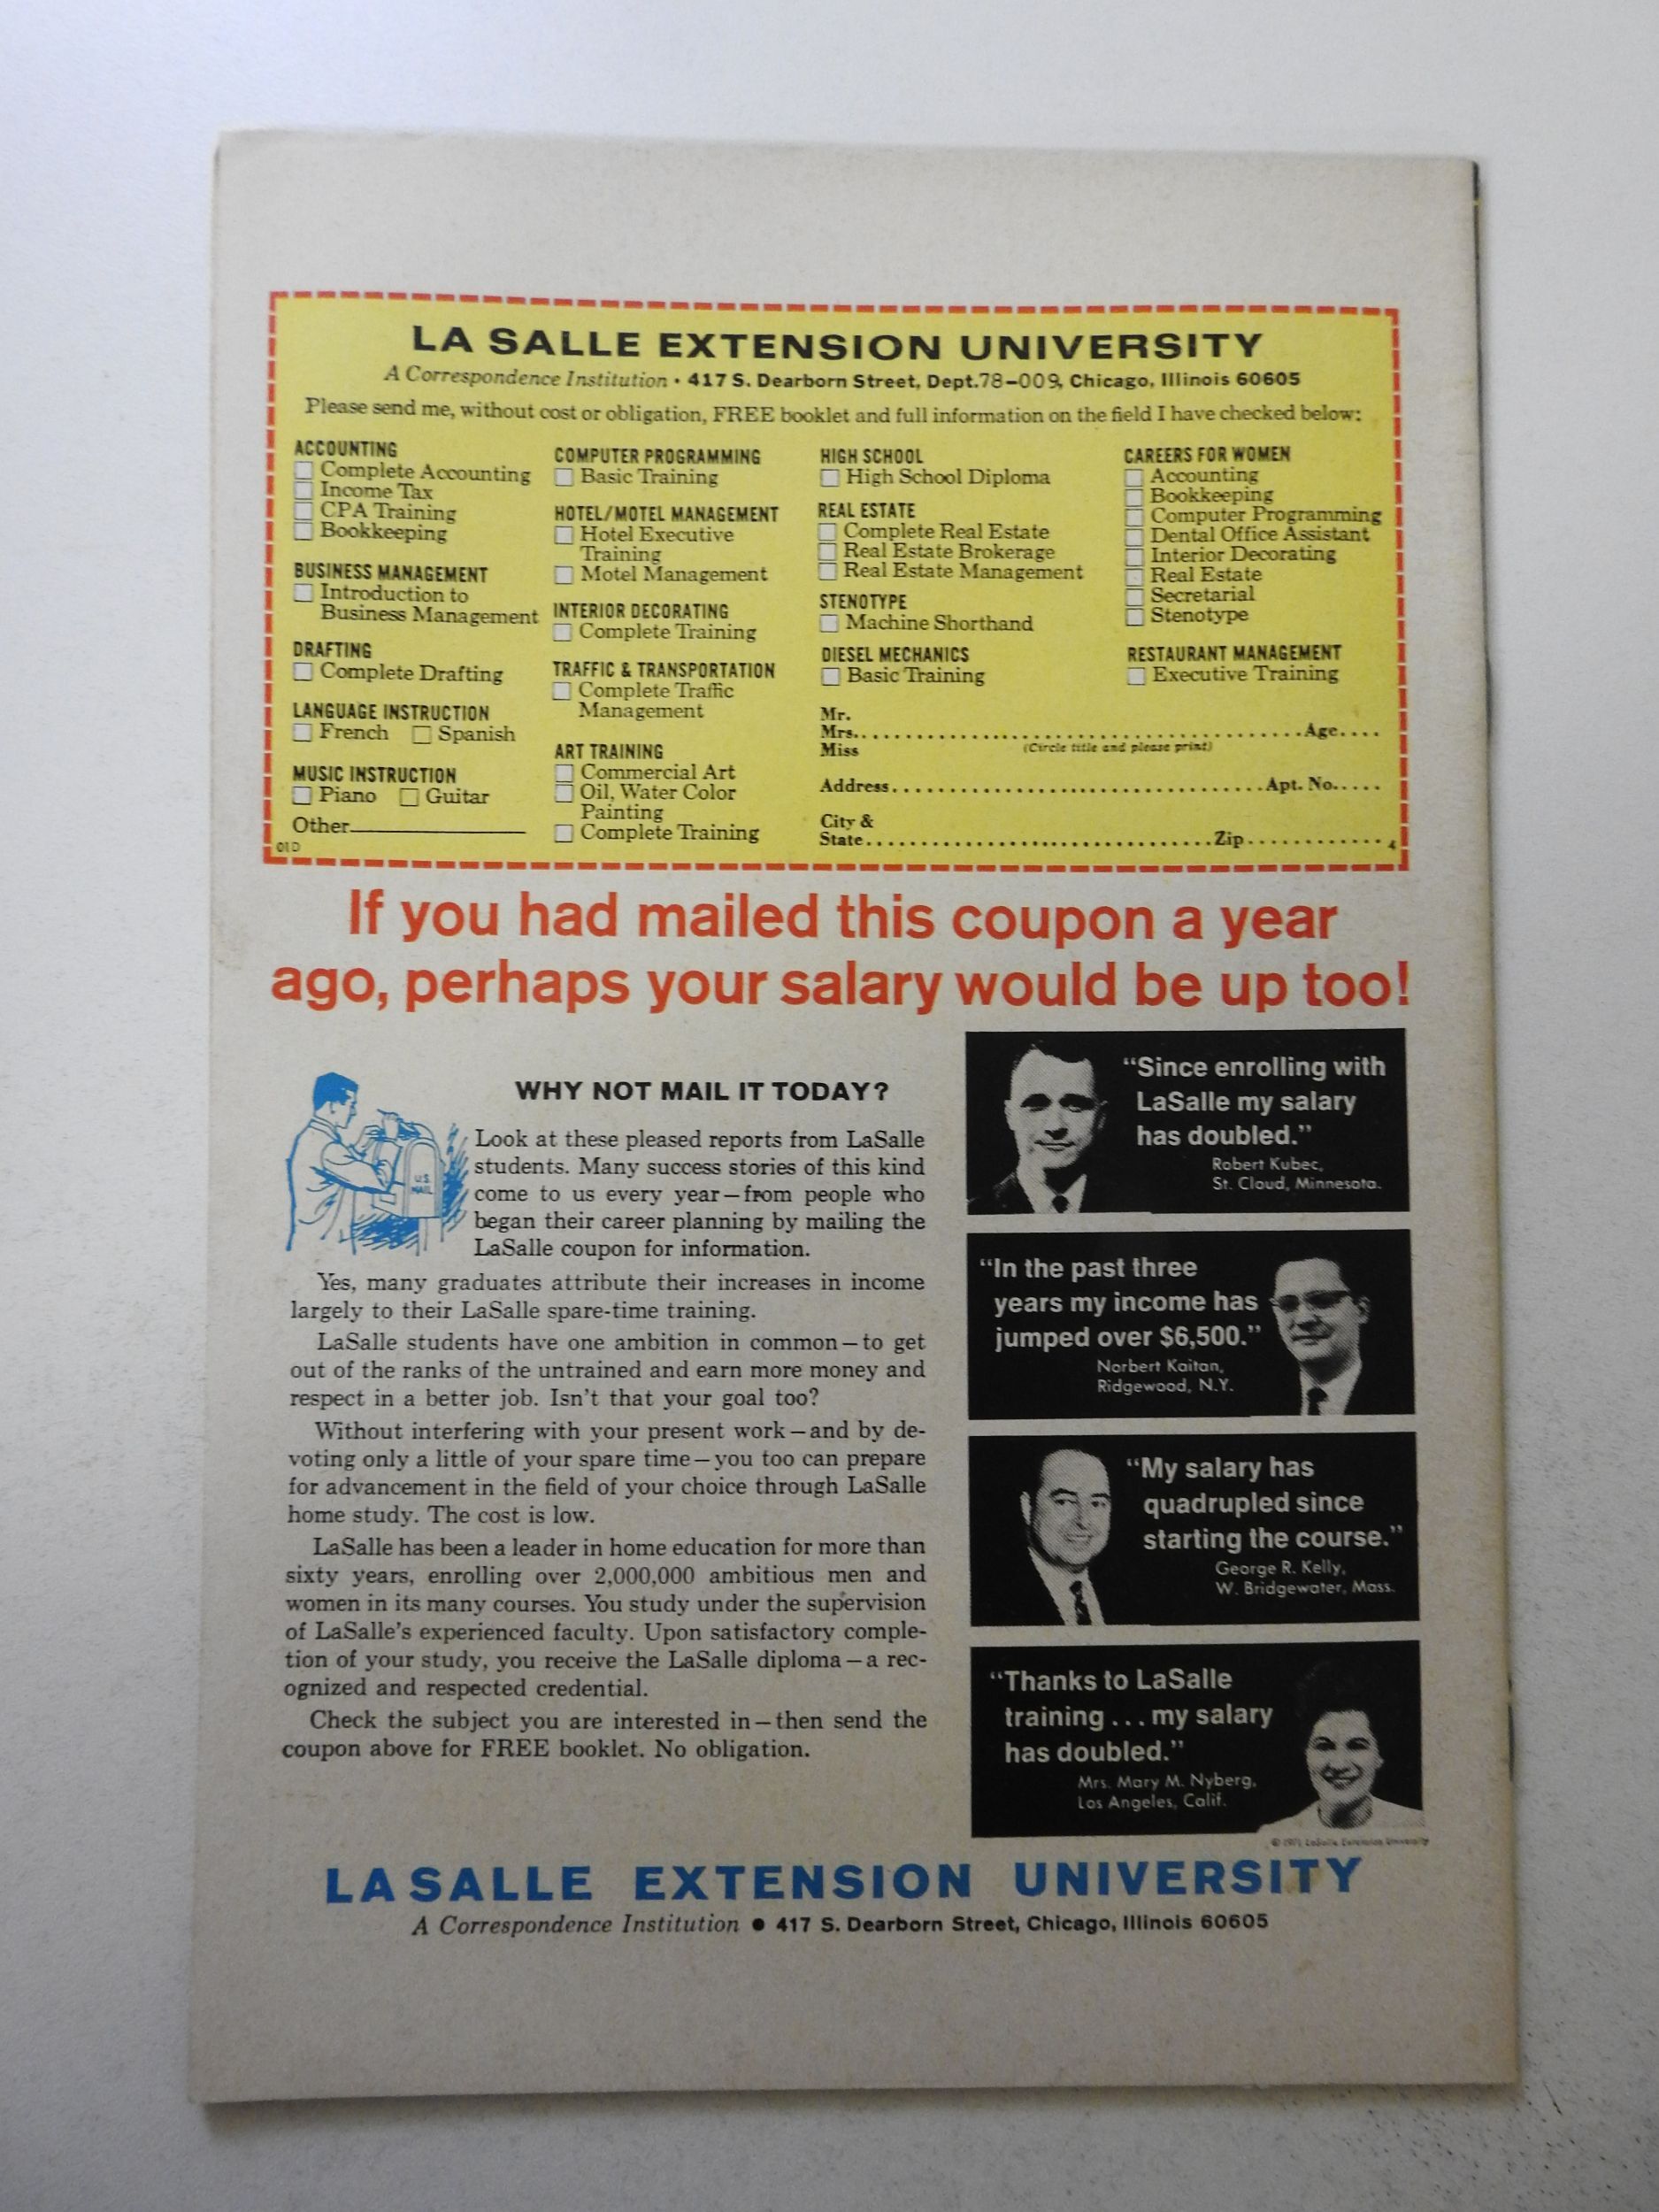 LA SALLE EXTENSION UNIVERSITY
A Correspondence Institution • 417 S. Dearborn Street, Dept. 78-009, Chicago, Illinois 60605
Please send me, without cost or obligation, FREE booklet and full information on the field I have checked below:
ACCOUNTING
Complete Accounting
Income Tax
CPA Training
Bookkeeping
BUSINESS MANAGEMENT
Introduction to
Business Management
DRAFTING
Complete Drafting
LANGUAGE INSTRUCTION
French Spanish
MUSIC INSTRUCTION
Piano Guitar
Other
01D
COMPUTER PROGRAMMING
Basic Training
HOTEL/MOTEL MANAGEMENT
Hotel Executive
Training
Motel Management
INTERIOR DECORATING
Complete Training
TRAFFIC & TRANSPORTATION
Complete Traffic
Management
ART TRAINING
Commercial Art
Oil, Water Color
Painting
Complete Training
HIGH SCHOOL
High School Diploma
REAL ESTATE
Complete Real Estate
Real Estate Brokerage
Real Estate Management
STENOTYPE
Machine Shorthand
DIESEL MECHANICS
Basic Training
CAREERS FOR WOMEN
Accounting
Bookkeeping
Computer Programming
Dental Office Assistant
Interior Decorating
Real Estate
Secretarial
Stenotype
RESTAURANT MANAGEMENT
Executive Training
Mr.
Mrs. Age
Miss (Circle title and please print)
Address Apt. No.
City &
State Zip
4
If you had mailed this coupon a year
ago, perhaps your salary would be up too!
U.S.
MAIL
WHY NOT MAIL IT TODAY?
Look at these pleased reports from LaSalle
students. Many success stories of this kind
come to us every year—from people who
began their career planning by mailing the
LaSalle coupon for information.
Yes, many graduates attribute their increases in income
largely to their LaSalle spare-time training.
LaSalle students have one ambition in common—to get
out of the ranks of the untrained and earn more money and
respect in a better job. Isn't that your goal too?
Without interfering with your present work—and by de-
voting only a little of your spare time—you too can prepare
for advancement in the field of your choice through LaSalle
home study. The cost is low.
LaSalle has been a leader in home education for more than
sixty years, enrolling over 2,000,000 ambitious men and
women in its many courses. You study under the supervision
of LaSalle's experienced faculty. Upon satisfactory comple-
tion of your study, you receive the LaSalle diploma—a rec-
ognized and respected credential.
Check the subject you are interested in—then send the
coupon above for FREE booklet. No obligation.
"Since enrolling with
LaSalle my salary
has doubled."
Robert Kubec,
St. Cloud, Minnesota.
"In the past three
years my income has
jumped over $6,500."
Norbert Kaitan,
Ridgewood, N.Y.
"My salary has
quadrupled since
starting the course."
George R. Kelly,
W. Bridgewater, Mass.
"Thanks to LaSalle
training ... my salary
has doubled."
Mrs. Mary M. Nyberg,
Los Angeles, Calif.
© 1971 LaSalle Extension University
LA SALLE EXTENSION UNIVERSITY
A Correspondence Institution • 417 S. Dearborn Street, Chicago, Illinois 60605